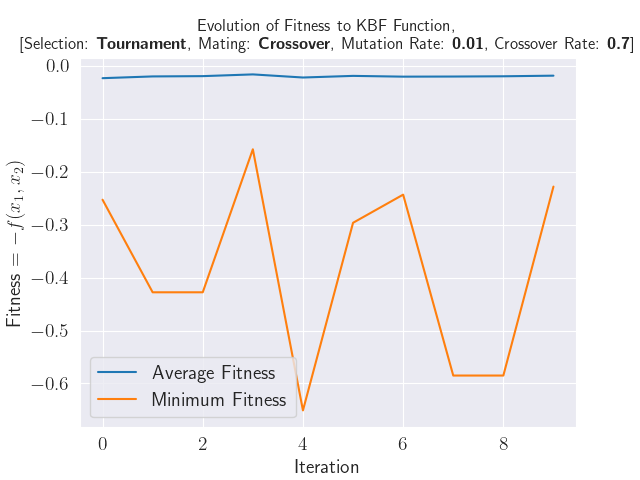 Evolution of Fitness to KBF Function,
[Selection: Tournament, Mating: Crossover, Mutation Rate: 0.01, Crossover Rate: 0.7]
0.0
−0.1
−0.2
−0.3
−0.4
−0.5
−0.6
Fitness = −f(x₁, x₂)
Average Fitness
Minimum Fitness
0 2 4 6 8
Iteration